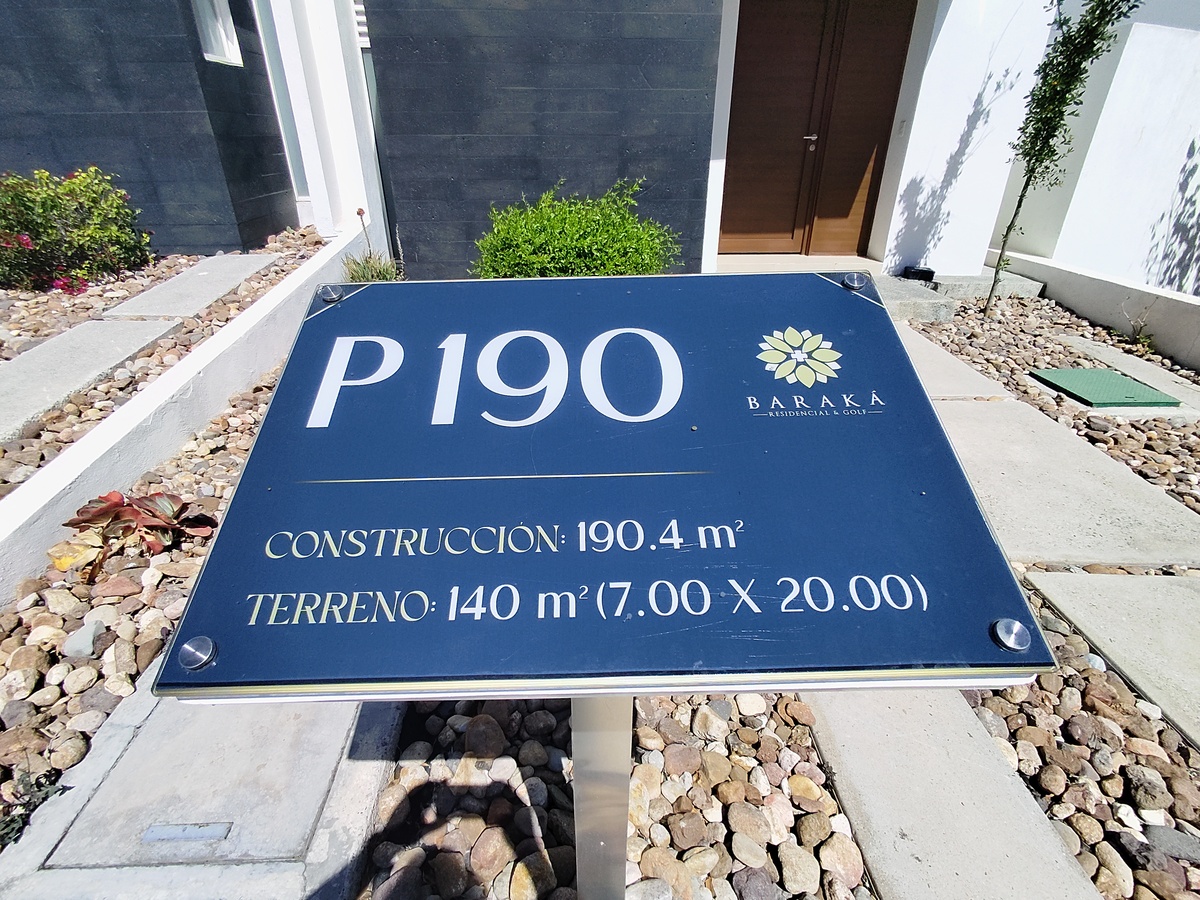 P190
BARAKÁ
RESIDENCIAL & GOLF
CONSTRUCCIÓN: 190.4 m²
TERRENO: 140 m² (7.00 X 20.00)